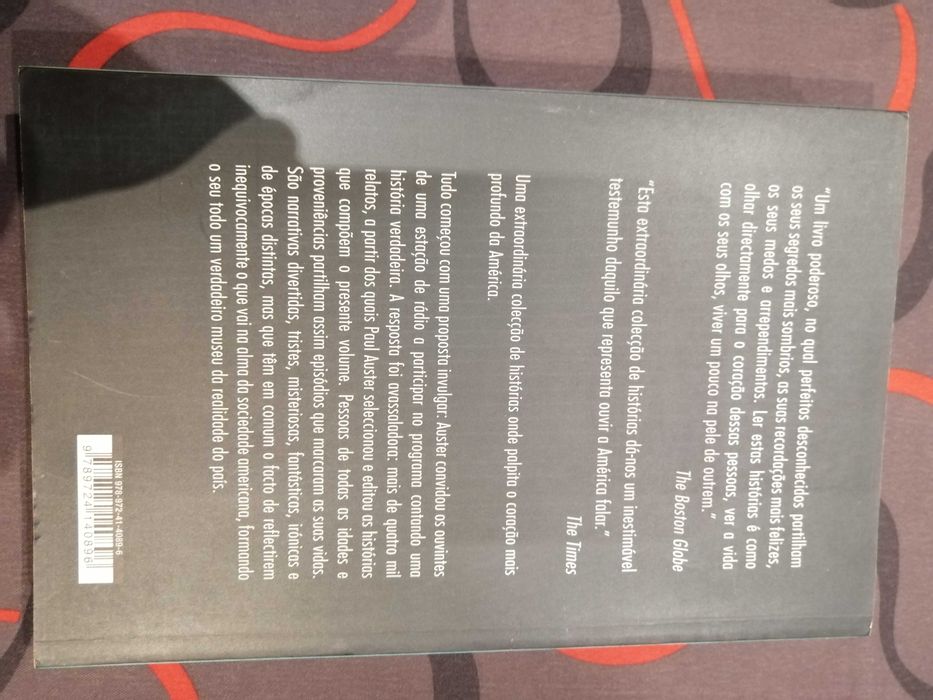 “Um livro poderoso, no qual perfeitos desconhecidos partilham
os seus segredos mais sombrios, as suas recordações mais felizes,
os seus medos e arrependimentos. Ler estas histórias é como
olhar directamente para o coração dessas pessoas, ver a vida
com os seus olhos, viver um pouco na pele de outrem.”
The Boston Globe
“Esta extraordinária colecção de histórias dá-nos um inestimável
testemunho daquilo que representa ouvir a América falar.”
The Times
Uma extraordinária colecção de histórias onde palpita o coração mais
profundo da América.
Tudo começou com uma proposta invulgar: Auster convidou os ouvintes
de uma estação de rádio a participar no programa contando uma
história verdadeira. A resposta foi avassaladora: mais de quatro mil
relatos, a partir dos quais Paul Auster seleccionou e editou as histórias
que compõem o presente volume. Pessoas de todas as idades e
proveniências partilham assim episódios que marcaram as suas vidas.
São narrativas divertidas, tristes, misteriosas, fantásticas, irónicas e
de épocas distintas, mas que têm em comum o facto de reflectirem
inequivocamente o que vai na alma da sociedade americana, formando
o seu todo um verdadeiro museu da realidade do país.
ISBN 978-972-41-4089-6
9 789724 140896